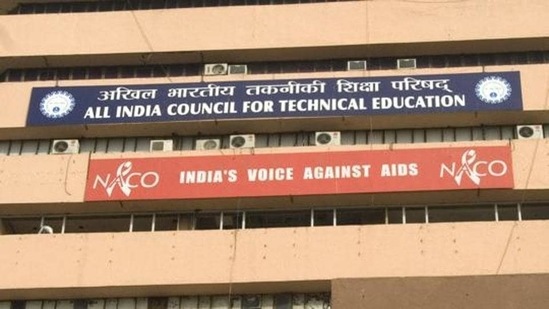 अखिल भारतीय तकनीकी शिक्षा परिषद्
ALL INDIA COUNCIL FOR TECHNICAL EDUCATION
NACO INDIA'S VOICE AGAINST AIDS NACO